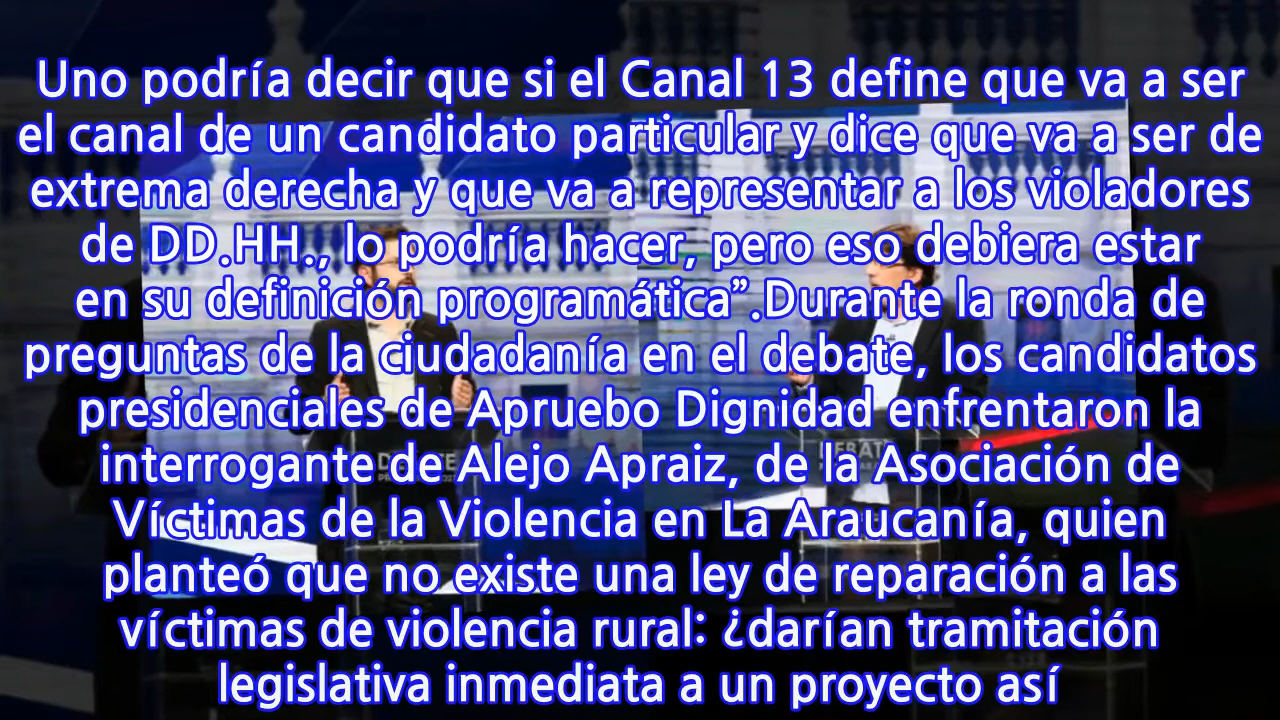 Uno podría decir que si el Canal 13 define que va a ser
el canal de un candidato particular y dice que va a ser de
extrema derecha y que va a representar a los violadores
de DD.HH., lo podría hacer, pero eso debiera estar
en su definición programática”.Durante la ronda de
preguntas de la ciudadanía en el debate, los candidatos
presidenciales de Apruebo Dignidad enfrentaron la
interrogante de Alejo Apraiz, de la Asociación de
Víctimas de la Violencia en La Araucanía, quien
planteó que no existe una ley de reparación a las
víctimas de violencia rural: ¿darían tramitación
legislativa inmediata a un proyecto así
DEBATE